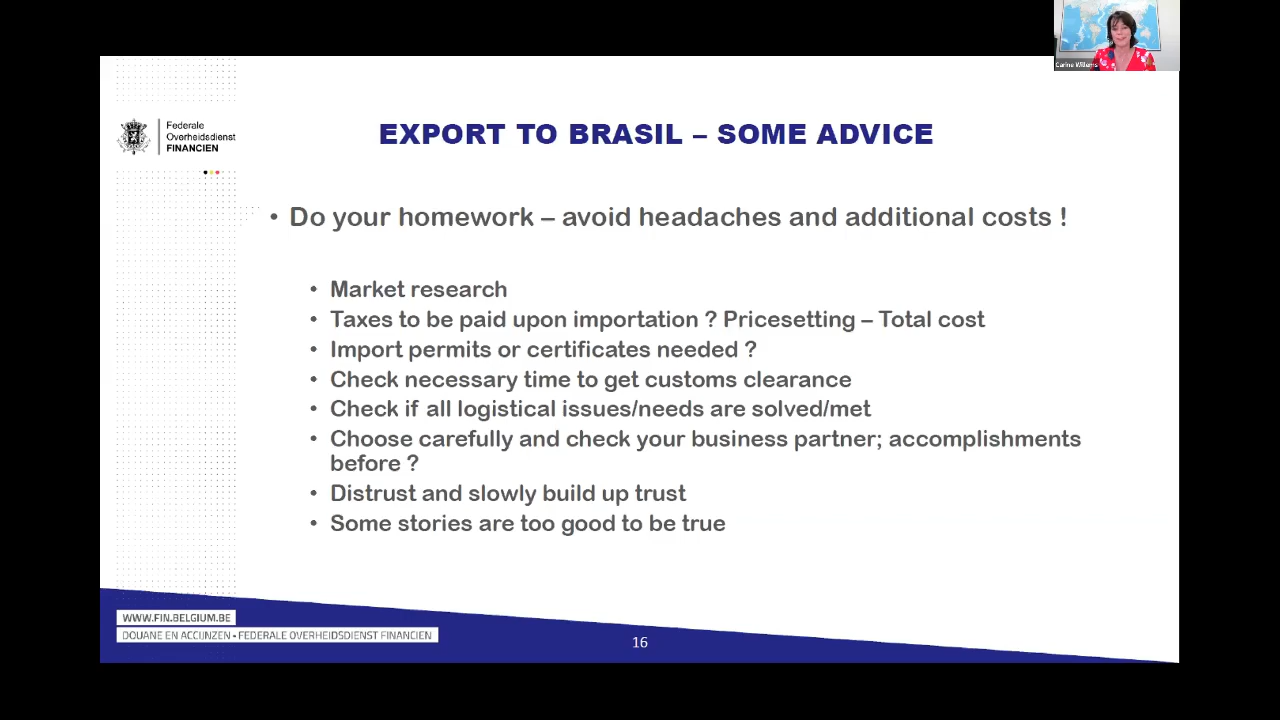 Carine Willems
Federale
Overheidsdienst
FINANCIEN
EXPORT TO BRASIL – SOME ADVICE
• Do your homework – avoid headaches and additional costs !
• Market research
• Taxes to be paid upon importation ? Pricesetting – Total cost
• Import permits or certificates needed ?
• Check necessary time to get customs clearance
• Check if all logistical issues/needs are solved/met
• Choose carefully and check your business partner; accomplishments
before ?
• Distrust and slowly build up trust
• Some stories are too good to be true
WWW.FIN.BELGIUM.BE
DOUANE EN ACCIJNZEN • FEDERALE OVERHEIDSDIENST FINANCIEN
16